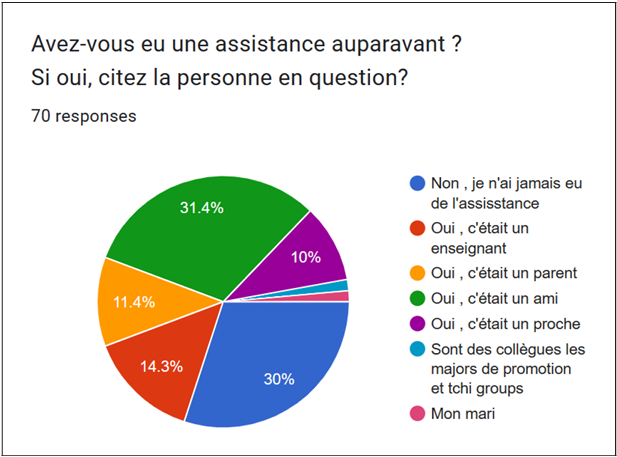 Avez-vous eu une assistance auparavant ?
Si oui, citez la personne en question?
70 responses
31.4%
10%
11.4%
14.3%
30%
Non , je n'ai jamais eu
de l'assisstance
Oui , c'était un
enseignant
Oui , c'était un parent
Oui , c'était un ami
Oui , c'était un proche
Sont des collègues les
majors de promotion
et tchi groups
Mon mari